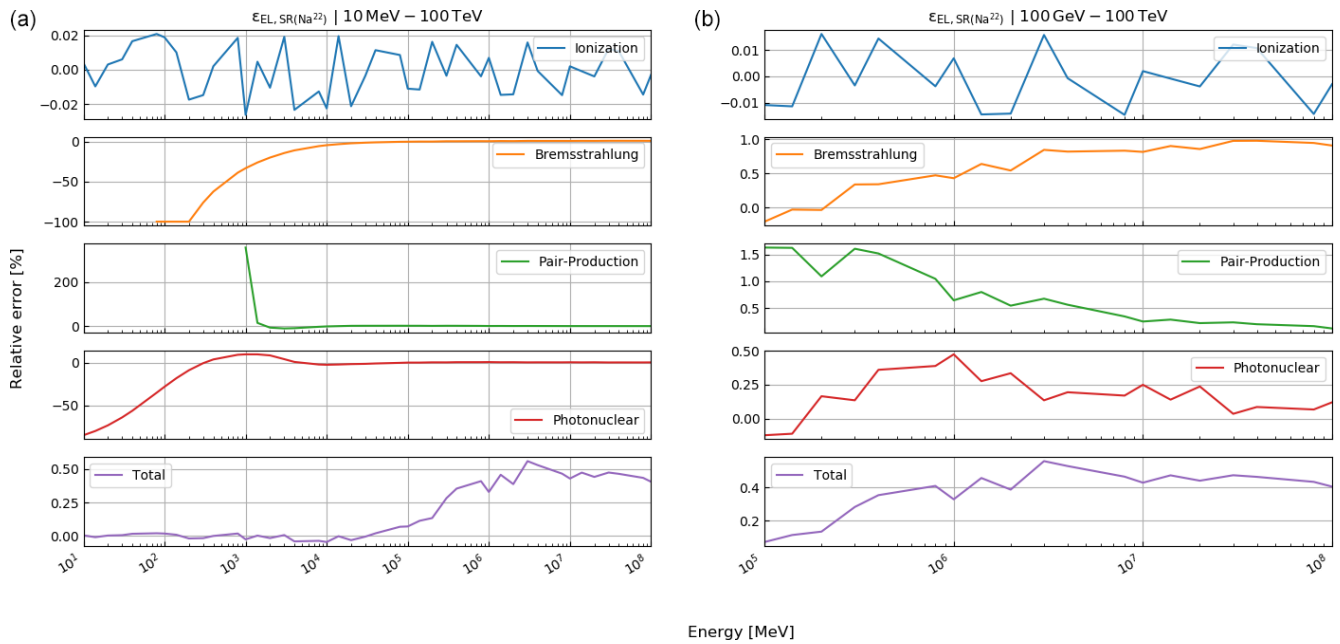 (a)
ε_EL, SR(Na²²) | 10 MeV − 100 TeV
0.02
0.00
−0.02
Ionization
0
−50
−100
Bremsstrahlung
200
0
Pair-Production
0
−50
Photonuclear
0.50
0.25
0.00
Total
10¹
10²
10³
10⁴
10⁵
10⁶
10⁷
10⁸
Relative error [%]
(b)
ε_EL, SR(Na²²) | 100 GeV − 100 TeV
0.01
0.00
−0.01
Ionization
1.0
0.5
0.0
Bremsstrahlung
1.5
1.0
0.5
Pair-Production
0.50
0.25
0.00
Photonuclear
0.4
0.2
Total
10⁵
10⁶
10⁷
10⁸
Energy [MeV]